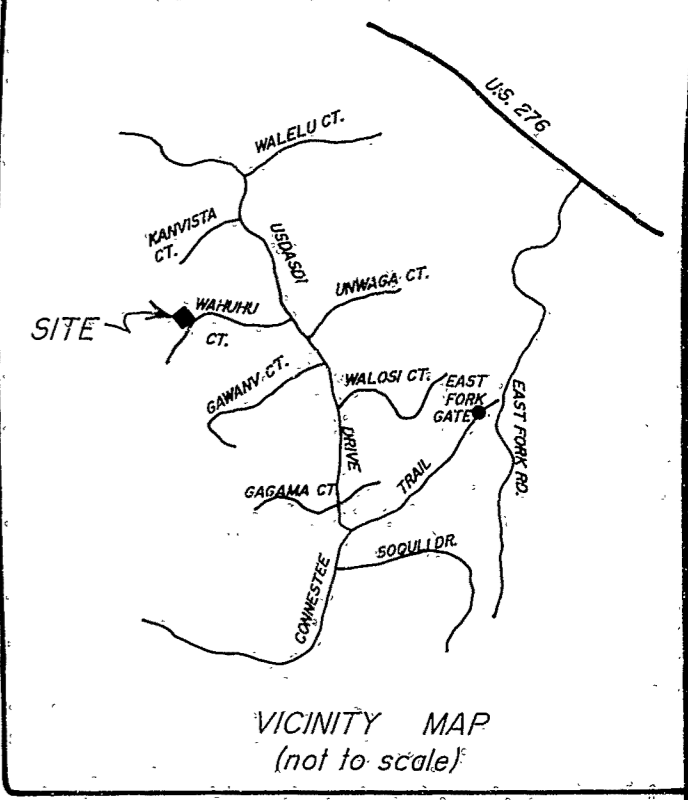 U.S. 276
WALELU CT.
KANVISTA
CT.
USDASDI
UNWAGA CT.
WAHUHU
CT.
SITE
GAWANV CT.
WALOSI CT.
EAST
FORK
GATE
EAST FORK RD.
DRIVE
TRAIL
GAGAMA CT.
SOQULI DR.
CONNESTEE
VICINITY MAP
(not to scale)